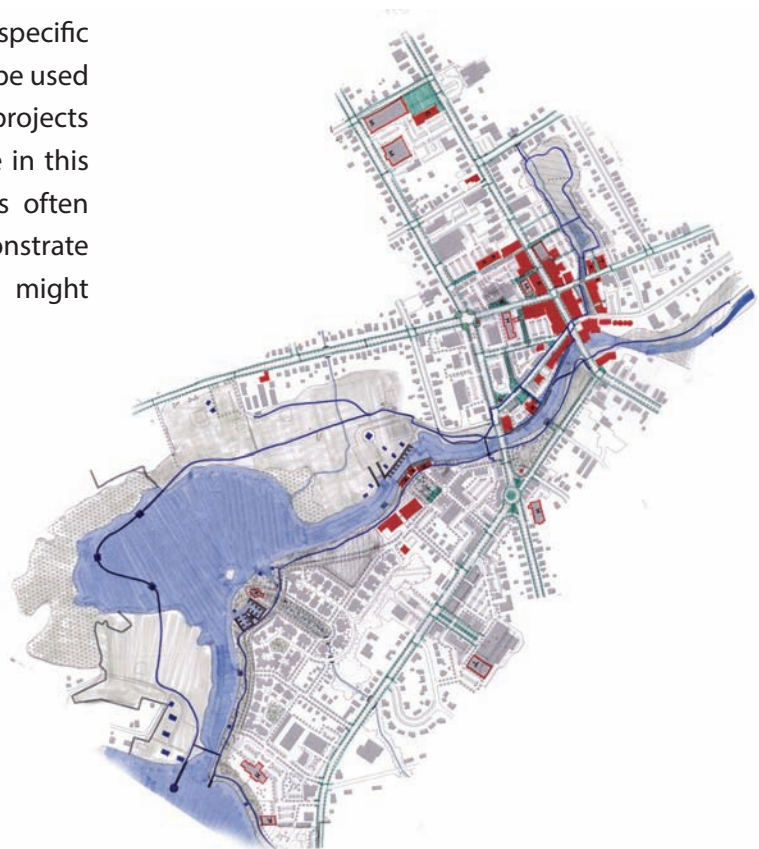 specific
be used
projects
e in this
s often
onstrate
might